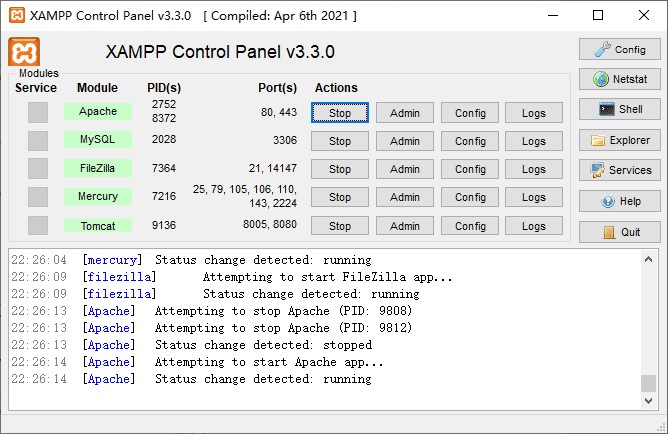 XAMPP Control Panel v3.3.0 [ Compiled: Apr 6th 2021 ]
XAMPP Control Panel v3.3.0
Config
Modules
Service Module PID(s) Port(s) Actions
Netstat
Apache 2752 8372 80, 443 Stop Admin Config Logs
Shell
MySQL 2028 3306 Stop Admin Config Logs
Explorer
FileZilla 7364 21, 14147 Stop Admin Config Logs
Services
Mercury 7216 25, 79, 105, 106, 110, 143, 2224 Stop Admin Config Logs
Help
Tomcat 9136 8005, 8080 Stop Admin Config Logs
Quit
22:26:04 [mercury] Status change detected: running
22:26:09 [filezilla] Attempting to start FileZilla app...
22:26:09 [filezilla] Status change detected: running
22:26:13 [Apache] Attempting to stop Apache (PID: 9808)
22:26:13 [Apache] Attempting to stop Apache (PID: 9812)
22:26:13 [Apache] Status change detected: stopped
22:26:14 [Apache] Attempting to start Apache app...
22:26:14 [Apache] Status change detected: running